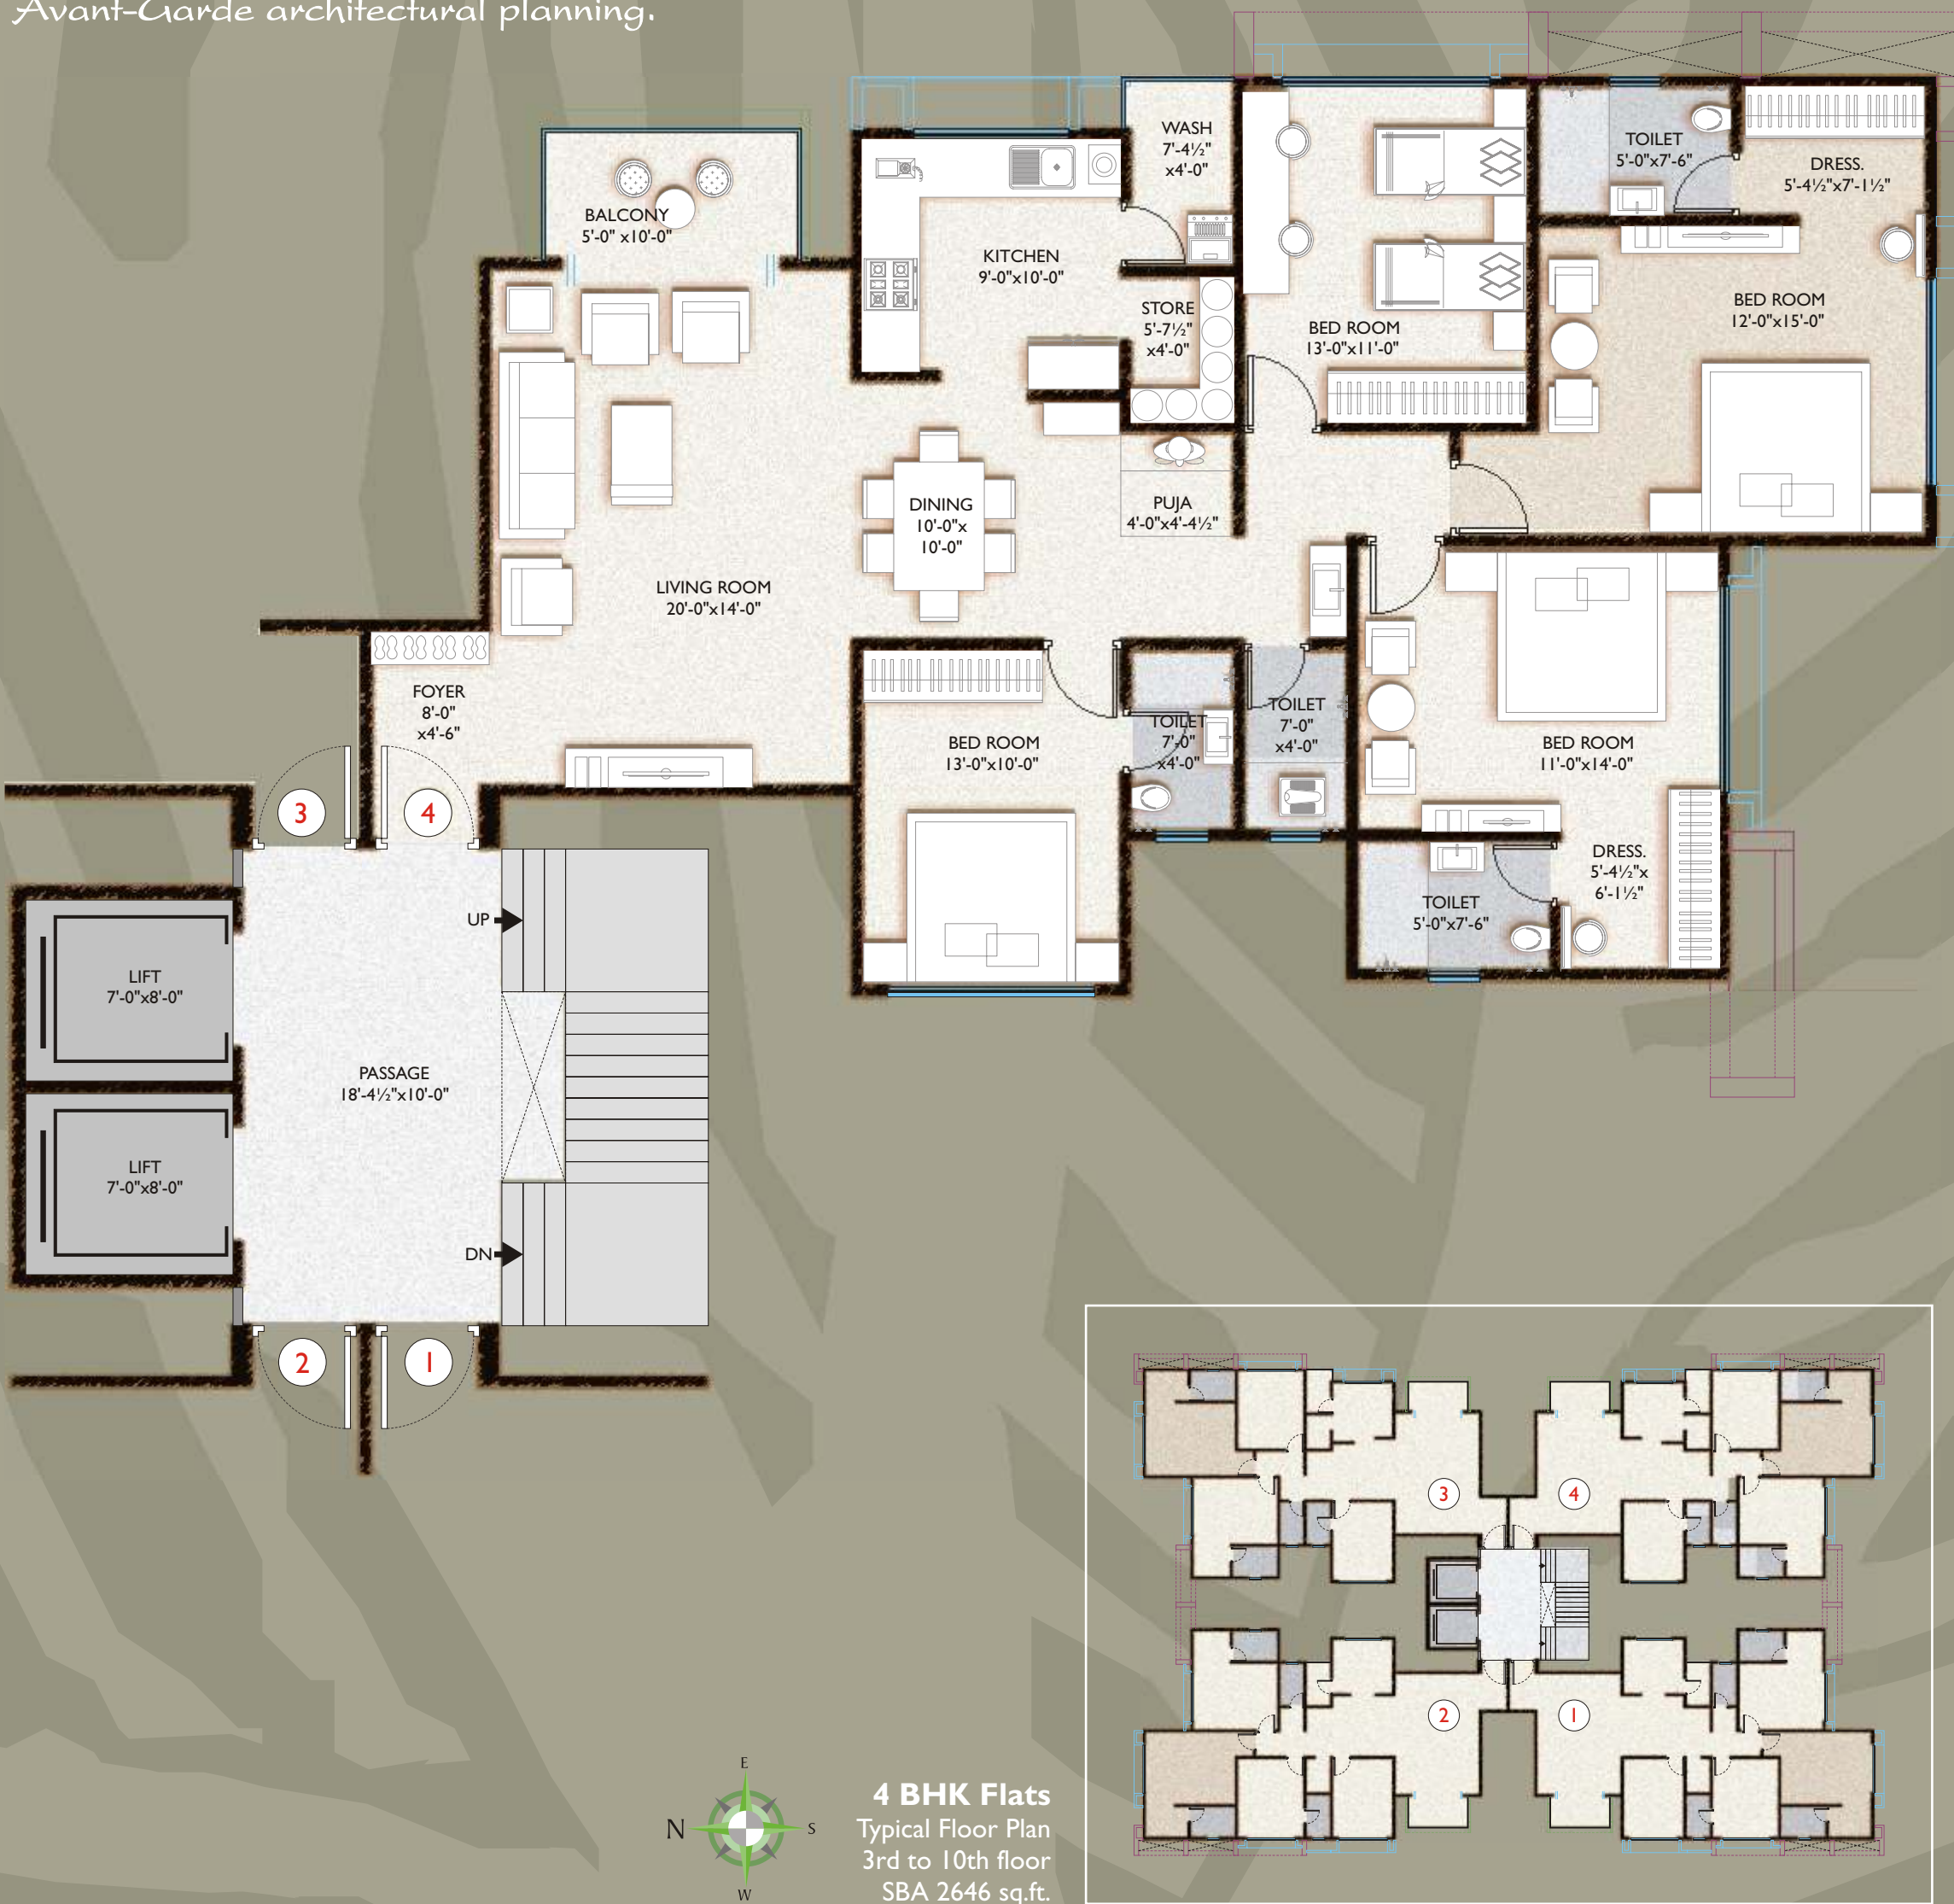 Avant-Garde architectural planning.
BALCONY
5'-0" x10'-0"
KITCHEN
9'-0"x10'-0"
WASH
7'-4½"
x4'-0"
STORE
5'-7½"
x4'-0"
BED ROOM
13'-0"x11'-0"
TOILET
5'-0"x7'-6"
DRESS.
5'-4½"x7'-1½"
BED ROOM
12'-0"x15'-0"
DINING
10'-0"x
10'-0"
PUJA
4'-0"x4'-4½"
LIVING ROOM
20'-0"x14'-0"
FOYER
8'-0"
x4'-6"
BED ROOM
13'-0"x10'-0"
TOILET
7'-0"
x4'-0"
TOILET
7'-0"
x4'-0"
BED ROOM
11'-0"x14'-0"
DRESS.
5'-4½"x
6'-1½"
TOILET
5'-0"x7'-6"
3
4
UP
LIFT
7'-0"x8'-0"
PASSAGE
18'-4½"x10'-0"
LIFT
7'-0"x8'-0"
DN
2
1
3
4
2
1
E
N
S
W
4 BHK Flats
Typical Floor Plan
3rd to 10th floor
SBA 2646 sq.ft.